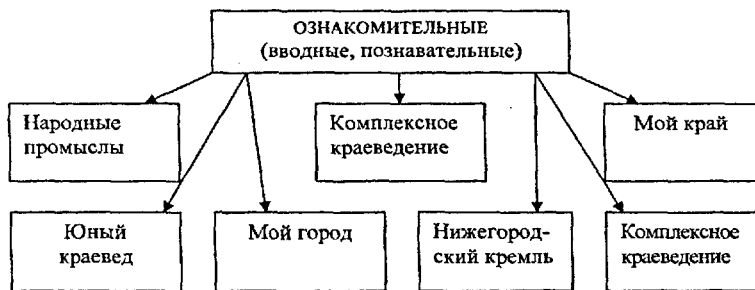 ОЗНАКОМИТЕЛЬНЫЕ
(вводные, познавательные)
Народные
промыслы
Комплексное
краеведение
Мой край
Юный
краевед
Мой город
Нижегород-
ский кремль
Комплексное
краеведение